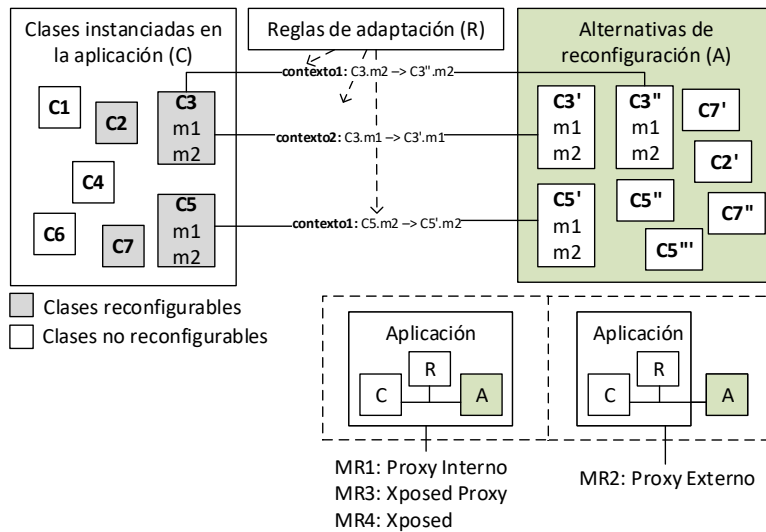 Clases instanciadas en
la aplicación (C)
C1
C2
C3
m1
m2
C4
C5
m1
m2
C6
C7
Reglas de adaptación (R)
contexto1: C3.m2 –> C3''.m2
contexto2: C3.m1 –> C3'.m1
contexto1: C5.m2 –> C5'.m2
Alternativas de
reconfiguración (A)
C3'
m1
m2
C3''
m1
m2
C7'
C2'
C5'
m1
m2
C5''
C7''
C5'''
Clases reconfigurables
Clases no reconfigurables
Aplicación
R
C
A
MR1: Proxy Interno
MR3: Xposed Proxy
MR4: Xposed
Aplicación
R
C
A
MR2: Proxy Externo